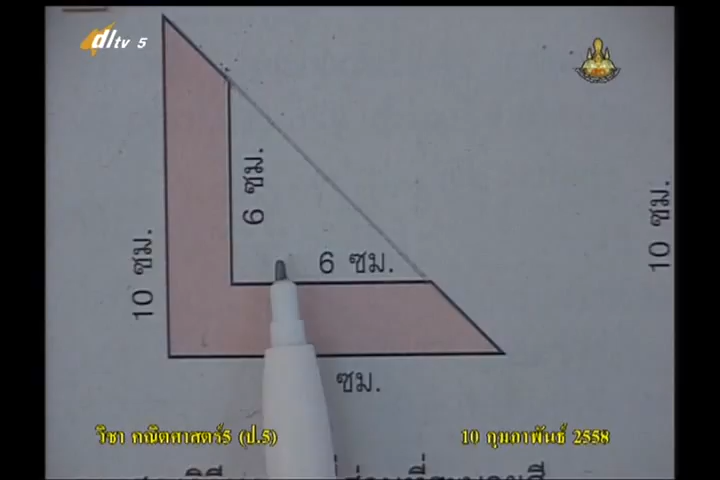 dltv 5
6 ซม.
6 ซม.
10 ซม.
10 ซม.
ซม.
วิชา คณิตศาสตร์5 (ป.5)
10 กุมภาพันธ์ 2558